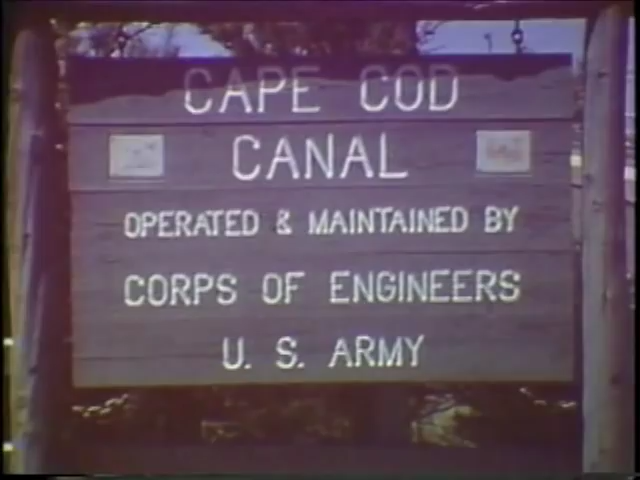 CAPE COD
CANAL
OPERATED & MAINTAINED BY
CORPS OF ENGINEERS
U. S. ARMY